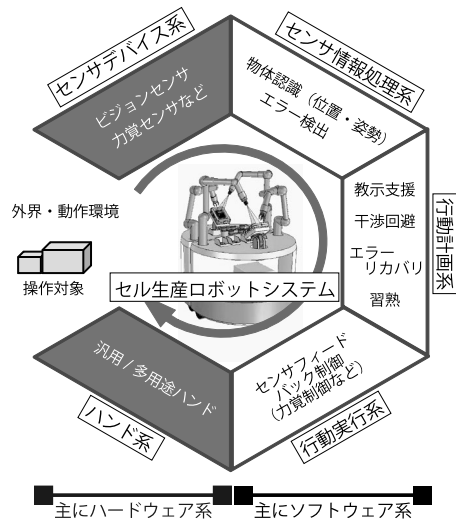 センサデバイス系
ビジョンセンサ
力覚センサなど
センサ情報処理系
物体認識（位置・姿勢）
エラー検出
行動計画系
教示支援
干渉回避
エラー
リカバリ
習熟
外界・動作環境
操作対象
セル生産ロボットシステム
汎用 / 多用途ハンド
ハンド系
センサフィード
バック制御
（力覚制御など）
行動実行系
主にハードウェア系
主にソフトウェア系